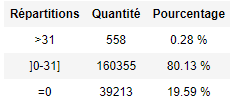 Répartitions Quantité Pourcentage
>31 558 0.28 %
]0-31] 160355 80.13 %
=0 39213 19.59 %